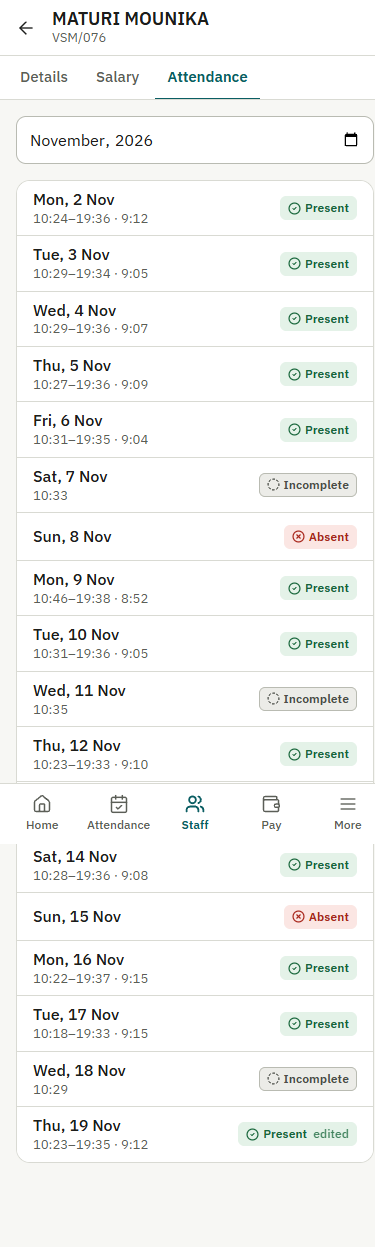 MATURI MOUNIKA
VSM/076
Details Salary Attendance
November, 2026
Mon, 2 Nov
10:24–19:36 · 9:12
Present
Tue, 3 Nov
10:29–19:34 · 9:05
Present
Wed, 4 Nov
10:29–19:36 · 9:07
Present
Thu, 5 Nov
10:27–19:36 · 9:09
Present
Fri, 6 Nov
10:31–19:35 · 9:04
Present
Sat, 7 Nov
10:33
Incomplete
Sun, 8 Nov
Absent
Mon, 9 Nov
10:46–19:38 · 8:52
Present
Tue, 10 Nov
10:31–19:36 · 9:05
Present
Wed, 11 Nov
10:35
Incomplete
Thu, 12 Nov
10:23–19:33 · 9:10
Present
Home Attendance Staff Pay More
Sat, 14 Nov
10:28–19:36 · 9:08
Present
Sun, 15 Nov
Absent
Mon, 16 Nov
10:22–19:37 · 9:15
Present
Tue, 17 Nov
10:18–19:33 · 9:15
Present
Wed, 18 Nov
10:29
Incomplete
Thu, 19 Nov
10:23–19:35 · 9:12
Present edited